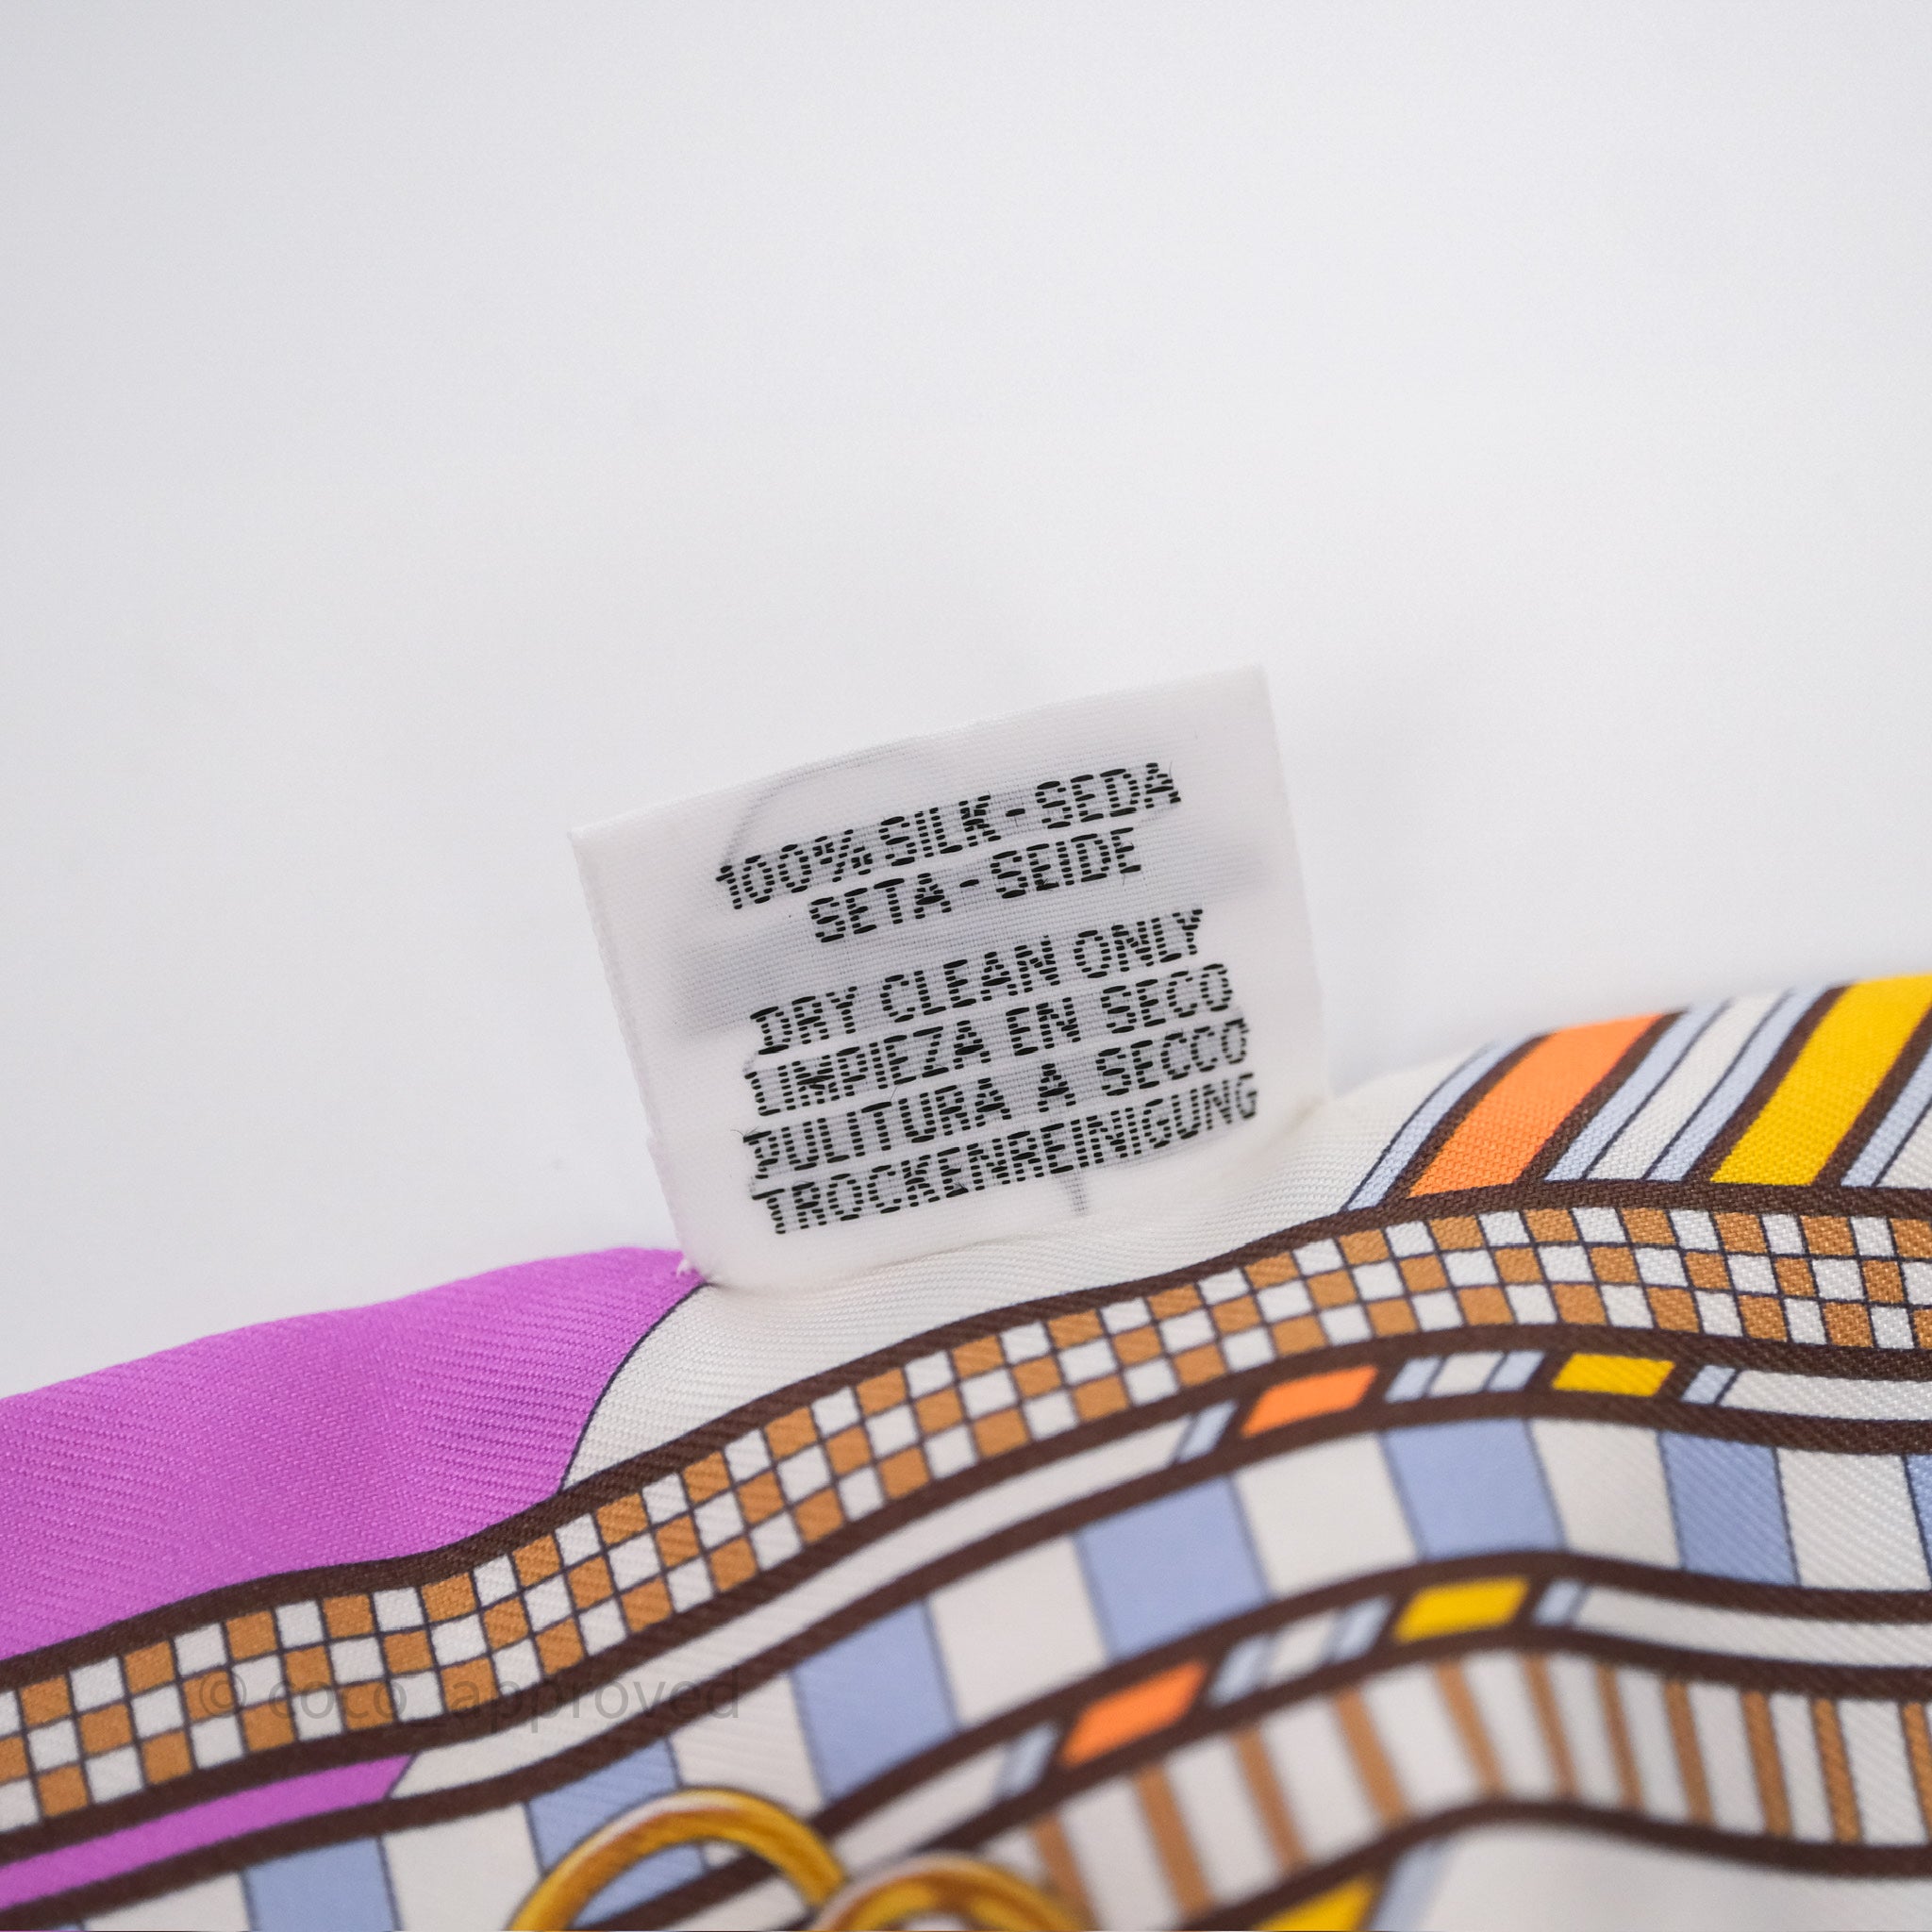 100% SILK - SEDA
SETA - SEIDE
DRY CLEAN ONLY
LIMPIEZA EN SECO
PULITURA A SECCO
TROCKENREINIGUNG
© coco_approved